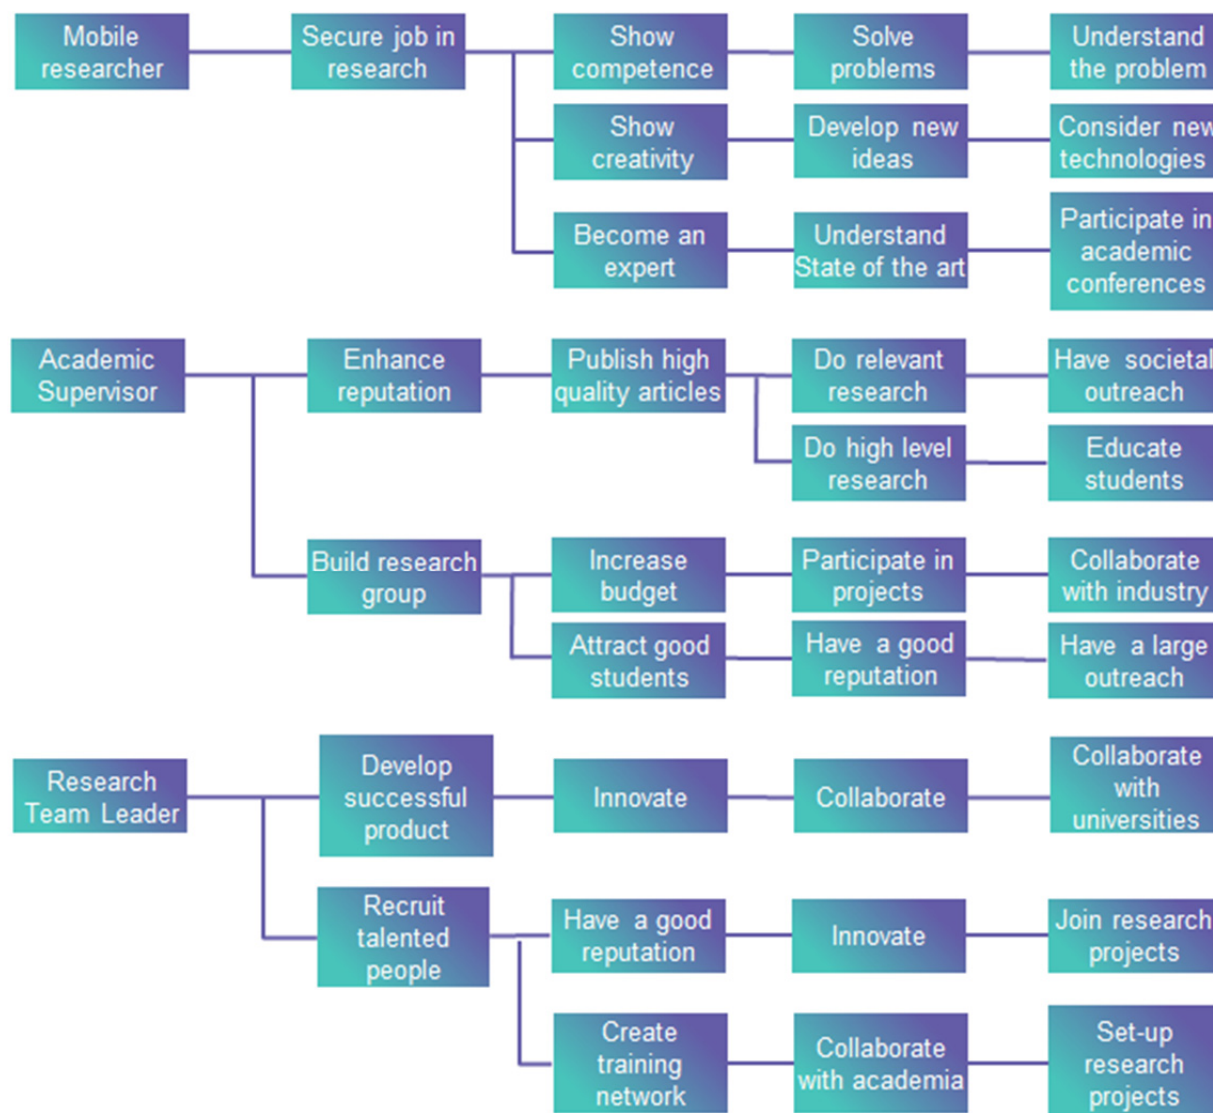 Mobile
researcher
Secure job in
research
Show
competence
Solve
problems
Understand
the problem
Show
creativity
Develop new
ideas
Consider new
technologies
Become an
expert
Understand
State of the art
Participate in
academic
conferences
Academic
Supervisor
Enhance
reputation
Publish high
quality articles
Do relevant
research
Have societal
outreach
Do high level
research
Educate
students
Build research
group
Increase
budget
Participate in
projects
Collaborate
with industry
Attract good
students
Have a good
reputation
Have a large
outreach
Research
Team Leader
Develop
successful
product
Innovate
Collaborate
Collaborate
with
universities
Recruit
talented
people
Have a good
reputation
Innovate
Join research
projects
Create
training
network
Collaborate
with academia
Set-up
research
projects